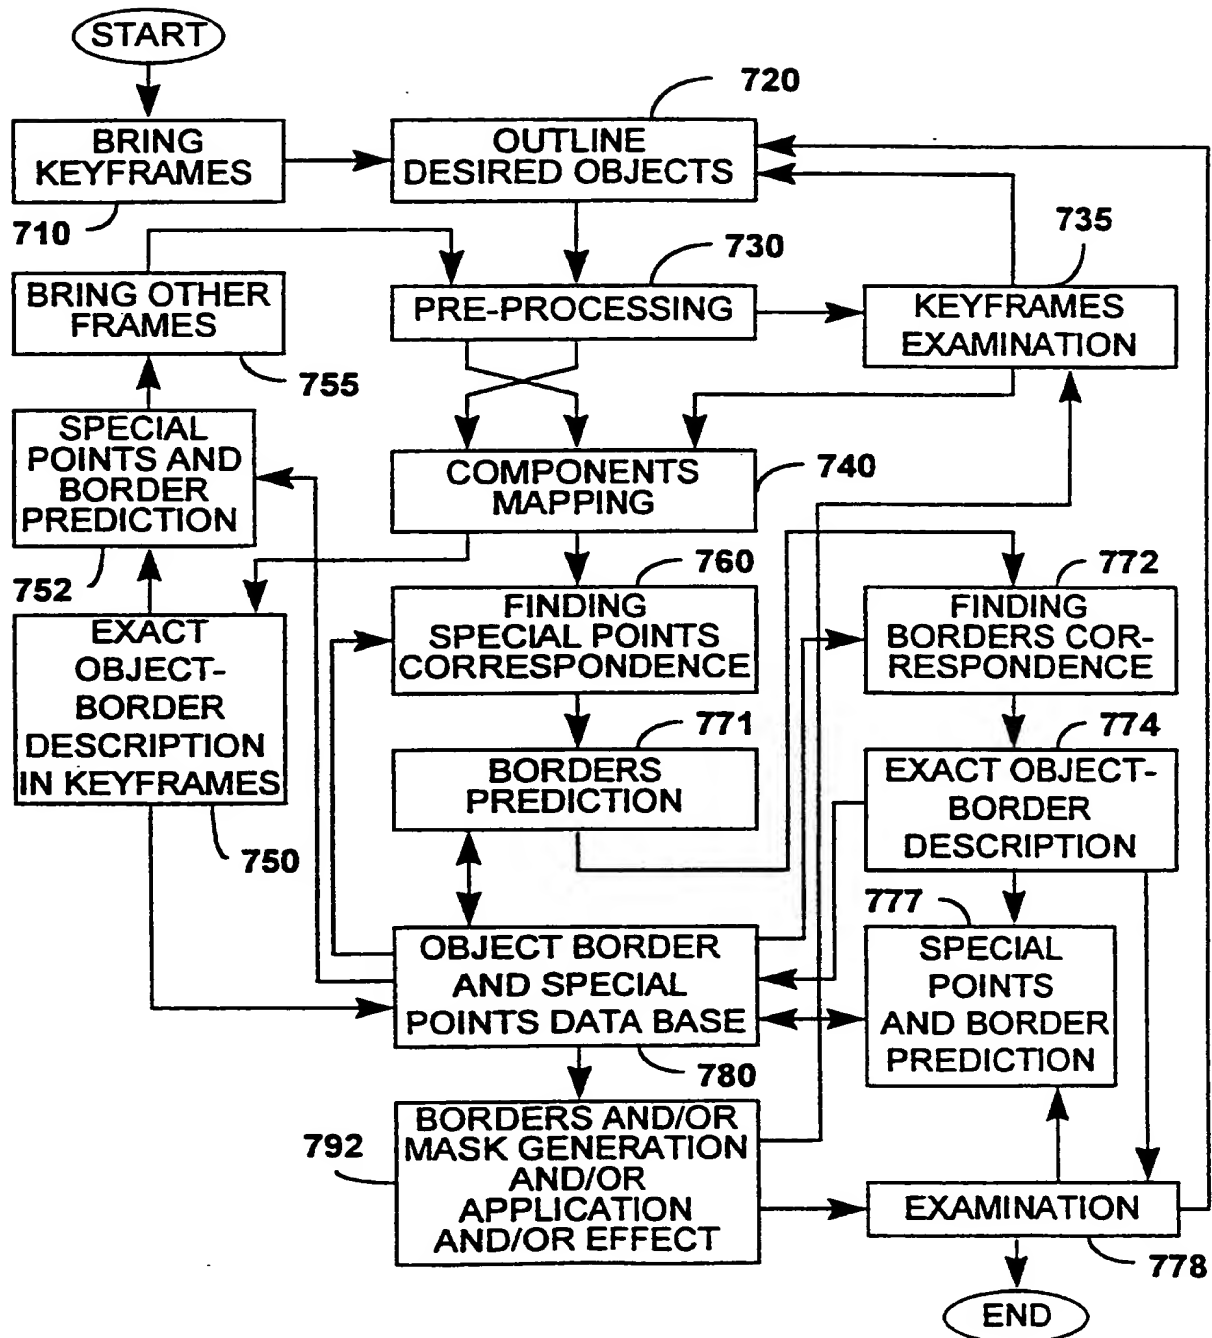 START
720
BRING
KEYFRAMES
OUTLINE
DESIRED OBJECTS
710
735
730
BRING OTHER
FRAMES
PRE-PROCESSING
KEYFRAMES
EXAMINATION
755
SPECIAL
POINTS AND
BORDER
PREDICTION
COMPONENTS
MAPPING
740
752
760
772
EXACT
OBJECT-
BORDER
DESCRIPTION
IN KEYFRAMES
FINDING
SPECIAL POINTS
CORRESPONDENCE
FINDING
BORDERS COR-
RESPONDENCE
771
774
BORDERS
PREDICTION
EXACT OBJECT-
BORDER
DESCRIPTION
750
777
OBJECT BORDER
AND SPECIAL
POINTS DATA BASE
SPECIAL
POINTS
AND BORDER
PREDICTION
780
792
BORDERS AND/OR
MASK GENERATION
AND/OR
APPLICATION
AND/OR EFFECT
EXAMINATION
778
END